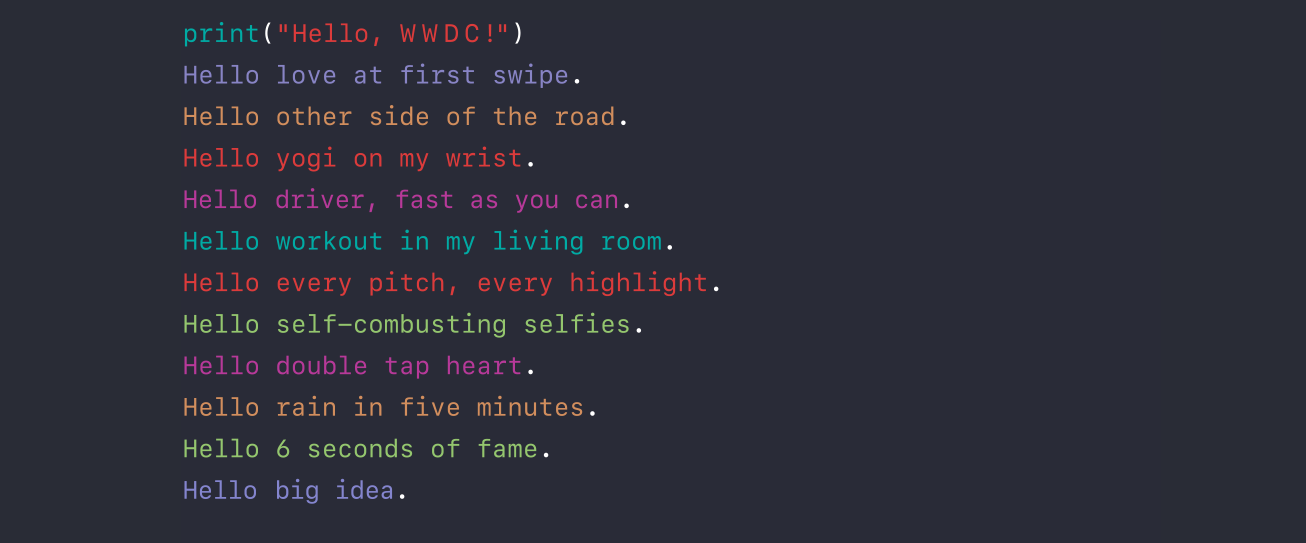 print("Hello, WWDC!")
Hello love at first swipe.
Hello other side of the road.
Hello yogi on my wrist.
Hello driver, fast as you can.
Hello workout in my living room.
Hello every pitch, every highlight.
Hello self-combusting selfies.
Hello double tap heart.
Hello rain in five minutes.
Hello 6 seconds of fame.
Hello big idea.